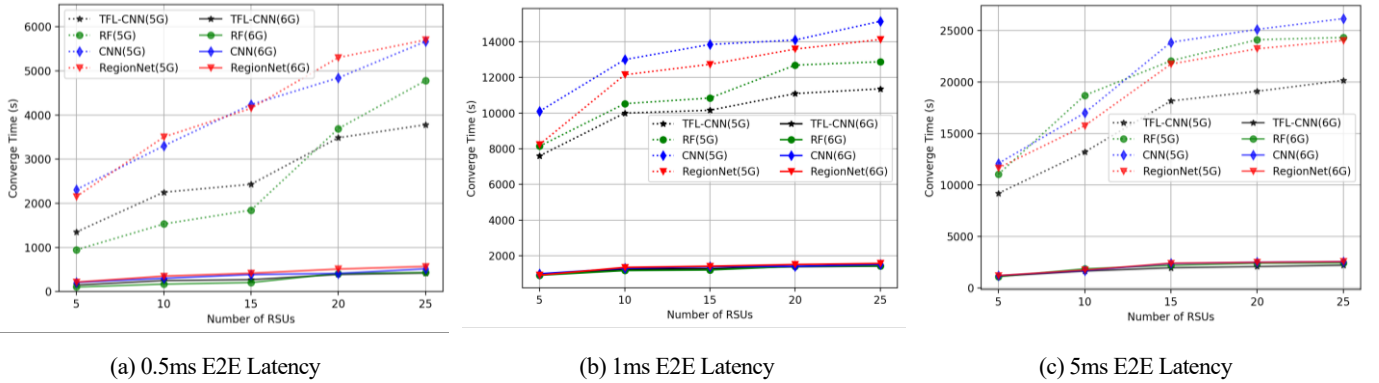 6000
5000
4000
3000
2000
1000
0
Converge Time (s)
TFL-CNN(5G) TFL-CNN(6G)
RF(5G) RF(6G)
CNN(5G) CNN(6G)
RegionNet(5G) RegionNet(6G)
5 10 15 20 25
Number of RSUs
(a) 0.5ms E2E Latency
14000
12000
10000
8000
6000
4000
2000
Converge Time (s)
TFL-CNN(5G) TFL-CNN(6G)
RF(5G) RF(6G)
CNN(5G) CNN(6G)
RegionNet(5G) RegionNet(6G)
5 10 15 20 25
Number of RSUs
(b) 1ms E2E Latency
25000
20000
15000
10000
5000
0
Converge Time (s)
TFL-CNN(5G) TFL-CNN(6G)
RF(5G) RF(6G)
CNN(5G) CNN(6G)
RegionNet(5G) RegionNet(6G)
5 10 15 20 25
Number of RSUs
(c) 5ms E2E Latency